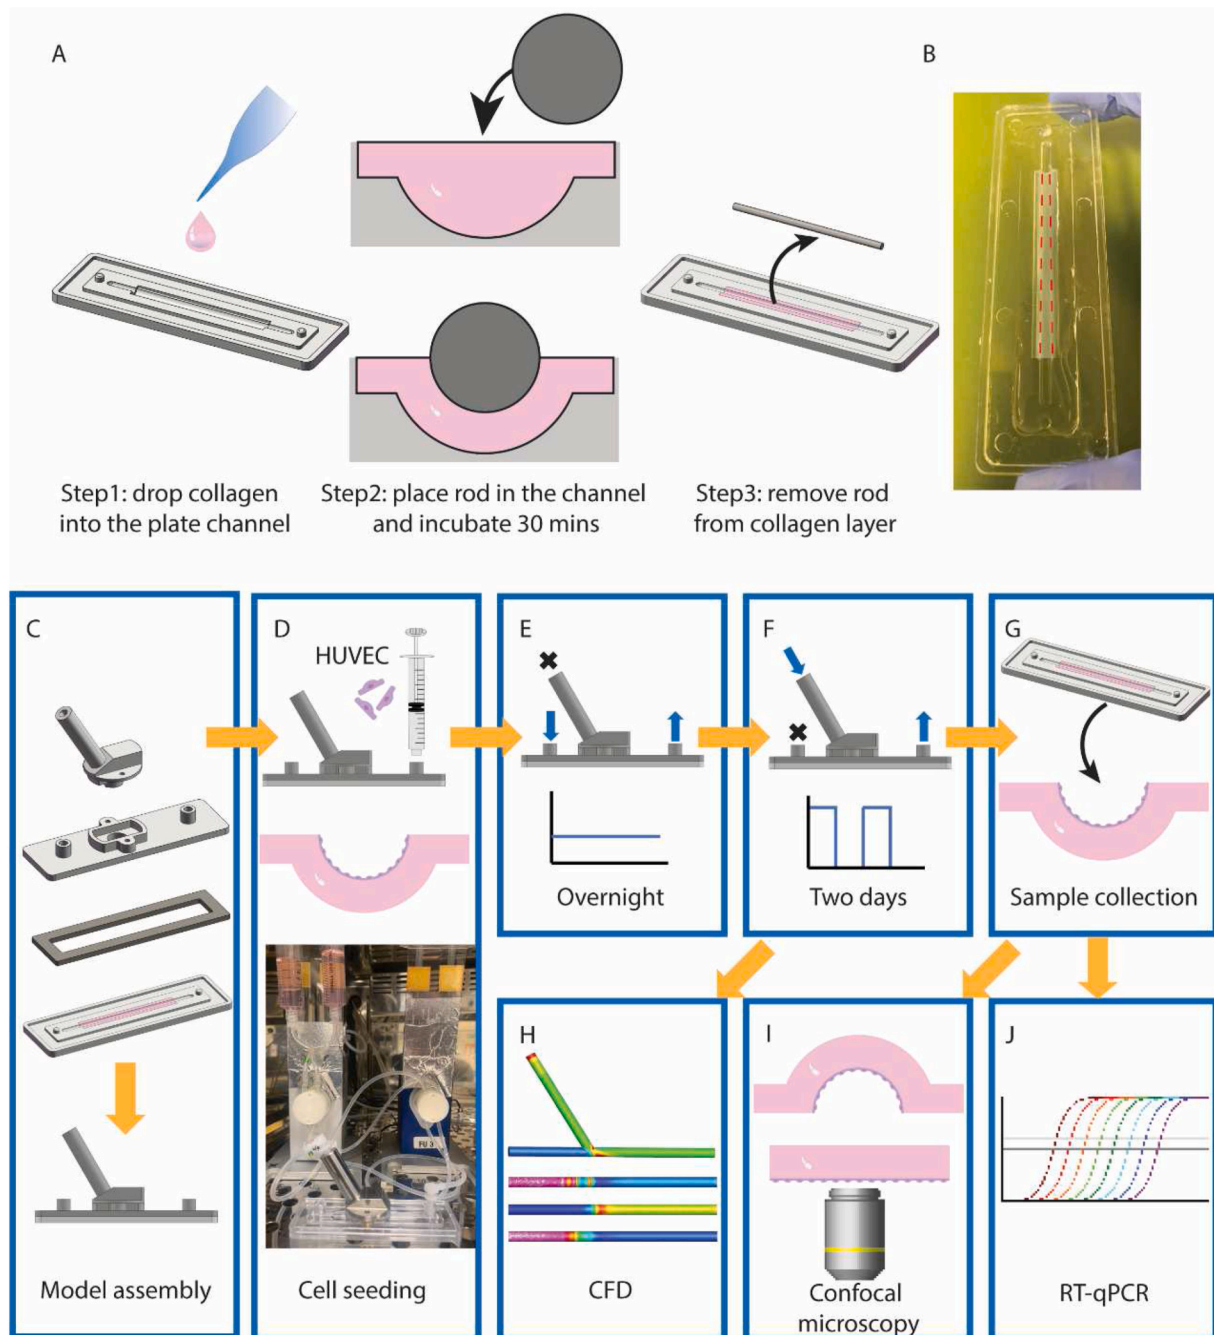 A
B
Step1: drop collagen
into the plate channel
Step2: place rod in the channel
and incubate 30 mins
Step3: remove rod
from collagen layer
C
Model assembly
D
HUVEC
PU 3
Cell seeding
E
Overnight
F
Two days
G
Sample collection
H
CFD
I
Confocal
microscopy
J
RT-qPCR